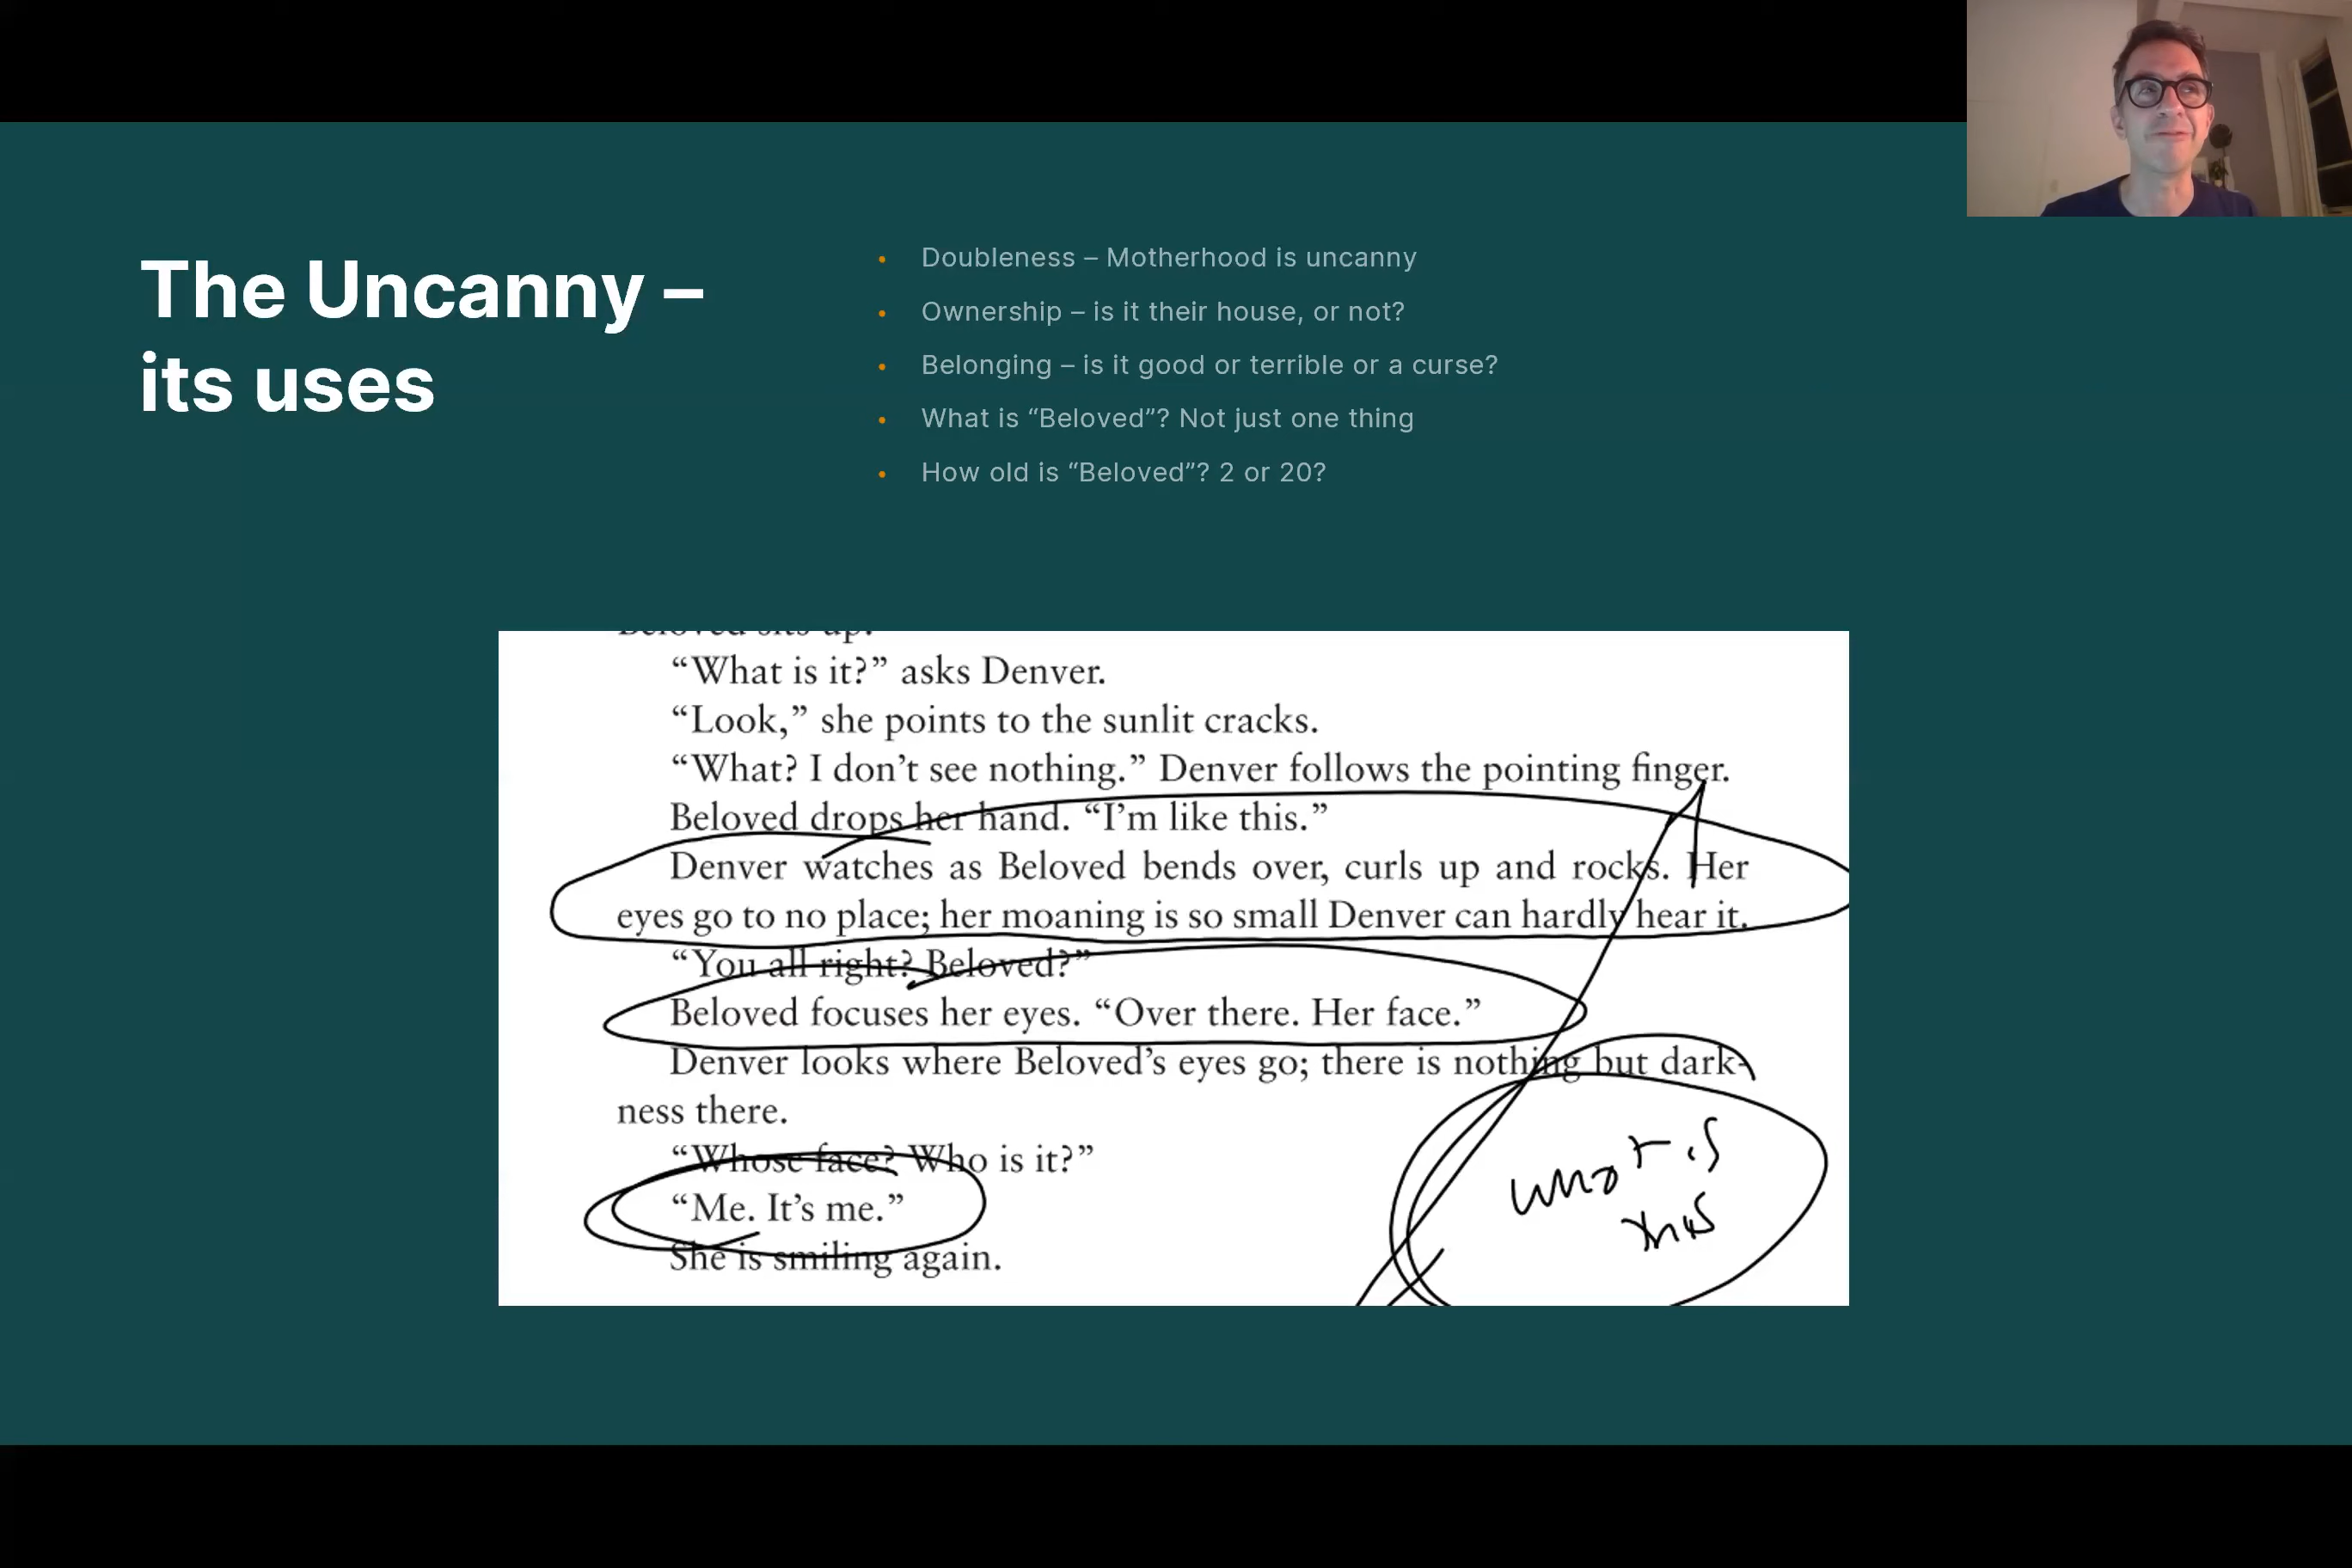 The Uncanny –
its uses
• Doubleness – Motherhood is uncanny
• Ownership – is it their house, or not?
• Belonging – is it good or terrible or a curse?
• What is “Beloved”? Not just one thing
• How old is “Beloved”? 2 or 20?
Beloved sits up.
“What is it?” asks Denver.
“Look,” she points to the sunlit cracks.
“What? I don’t see nothing.” Denver follows the pointing finger.
Beloved drops her hand. “I’m like this.”
Denver watches as Beloved bends over, curls up and rocks. Her
eyes go to no place; her moaning is so small Denver can hardly hear it.
“You all right? Beloved?”
Beloved focuses her eyes. “Over there. Her face.”
Denver looks where Beloved’s eyes go; there is nothing but dark-
ness there.
“Whose face? Who is it?”
“Me. It’s me.”
She is smiling again.
what is
this